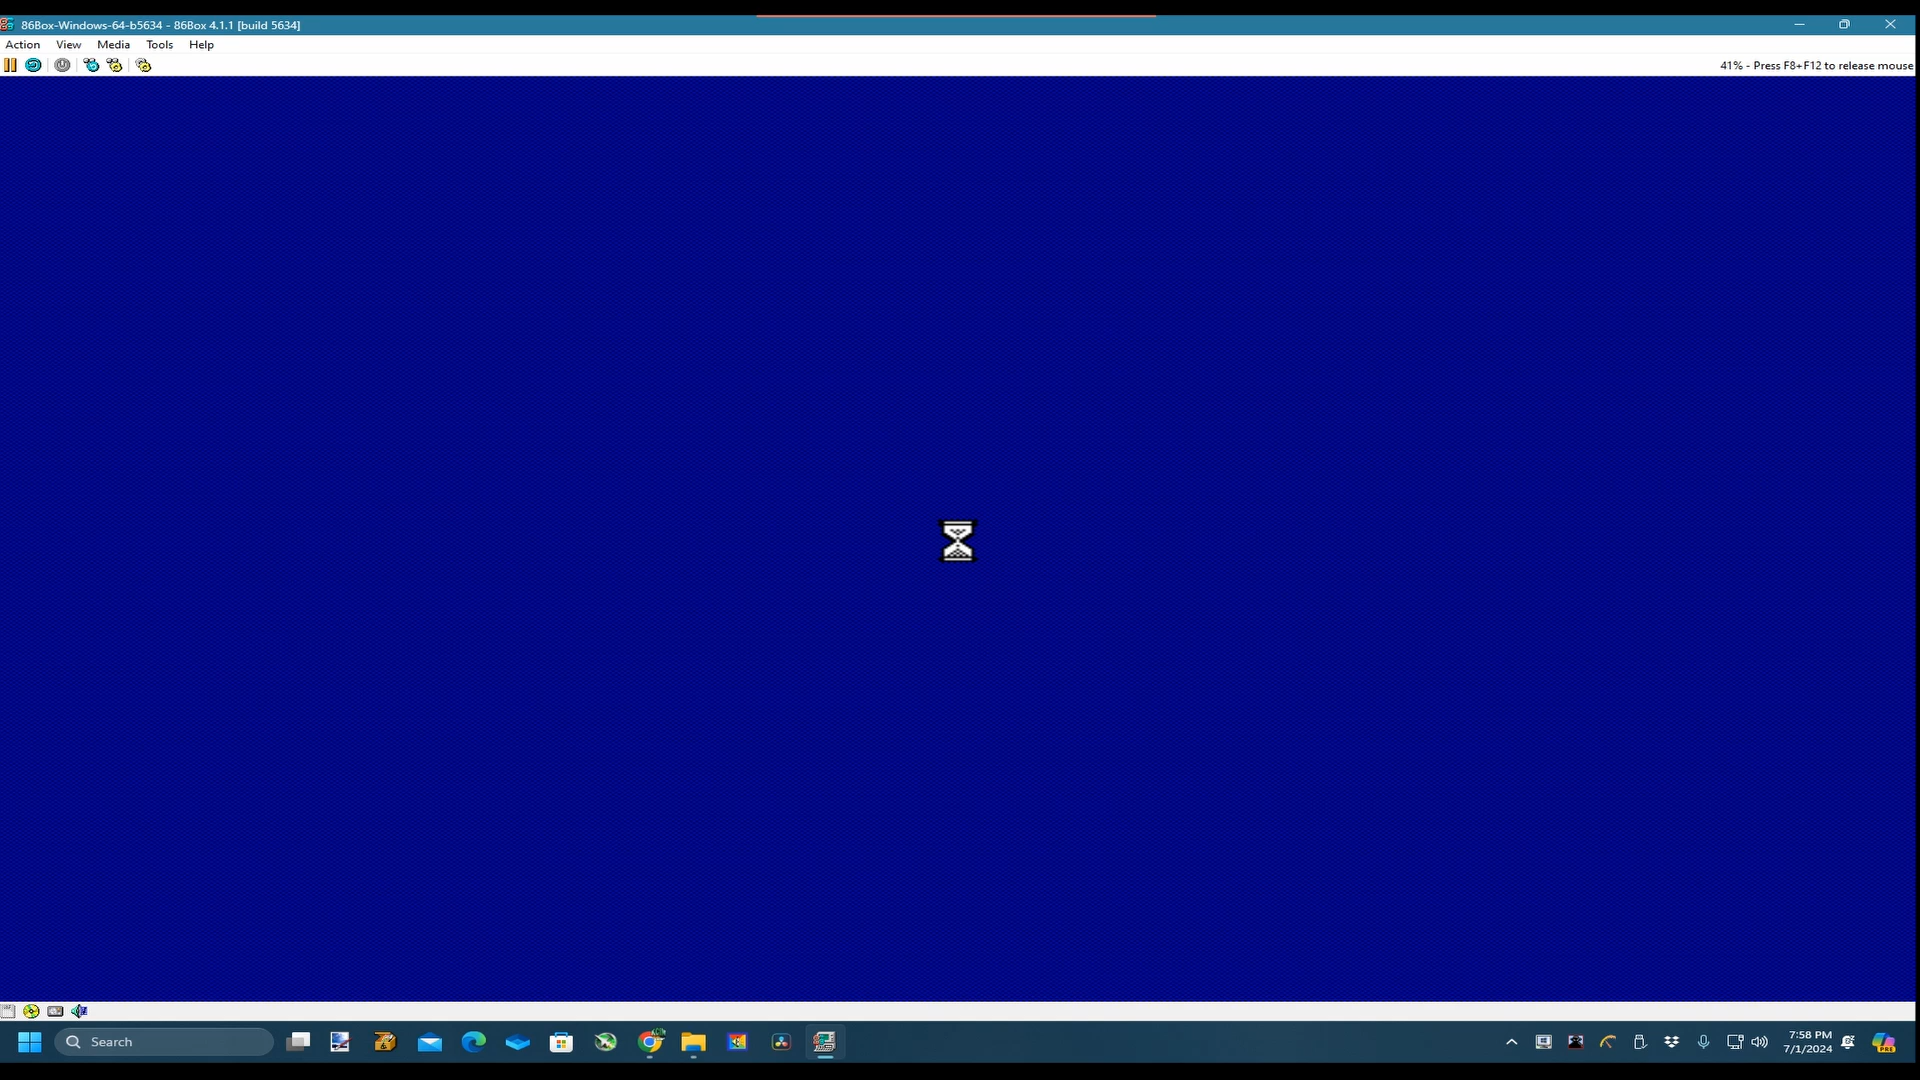 86Box-Windows-64-b5634 - 86Box 4.1.1 [build 5634]
Action View Media Tools Help
41% - Press F8+F12 to release mouse
Search
7:58 PM
7/1/2024